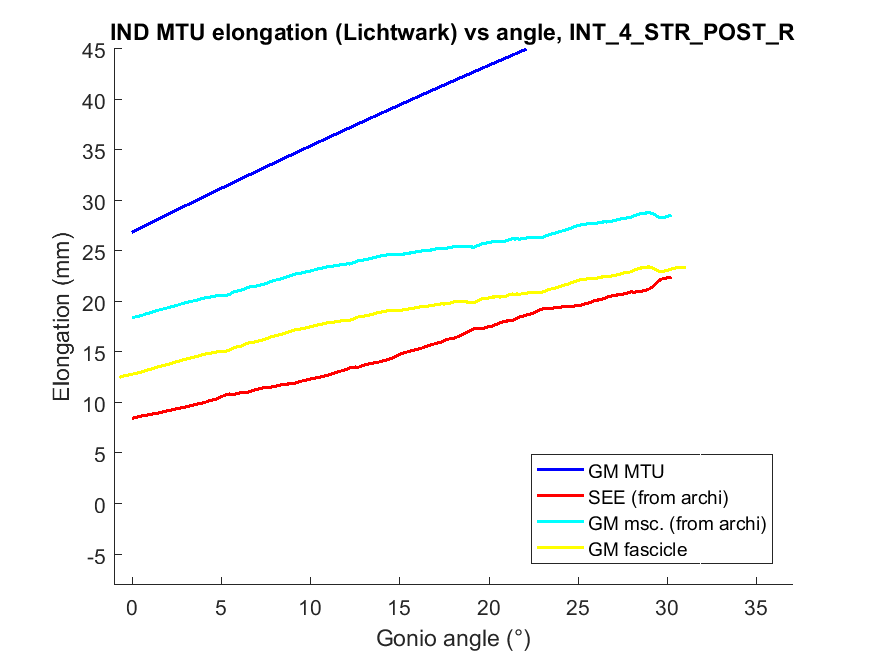 IND MTU elongation (Lichtwark) vs angle, INT_4_STR_POST_R
45
40
35
30
25
20
15
10
5
0
-5
Elongation (mm)
0 5 10 15 20 25 30 35
Gonio angle (°)
GM MTU
SEE (from archi)
GM msc. (from archi)
GM fascicle